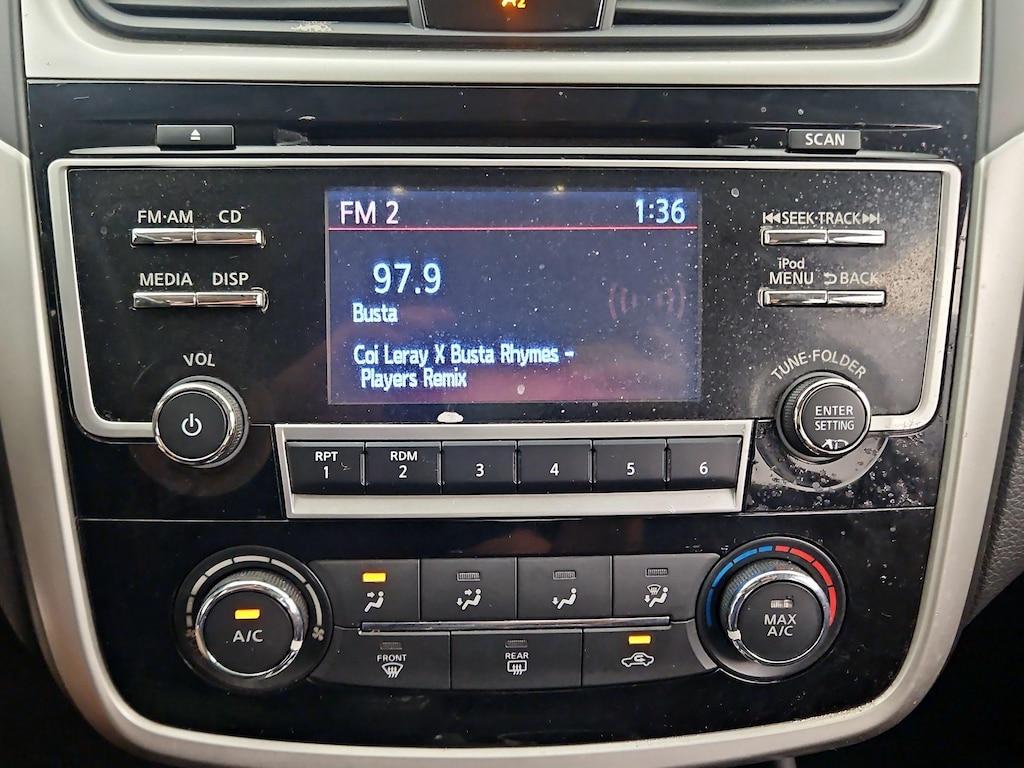 SCAN
FM·AM CD
MEDIA DISP
VOL
FM 2 1:36
97.9
Busta
Coi Leray X Busta Rhymes -
Players Remix
SEEK·TRACK
iPod
MENU BACK
TUNE·FOLDER
ENTER
SETTING
RPT
1
RDM
2
3
4
5
6
A/C
FRONT
REAR
MAX
A/C